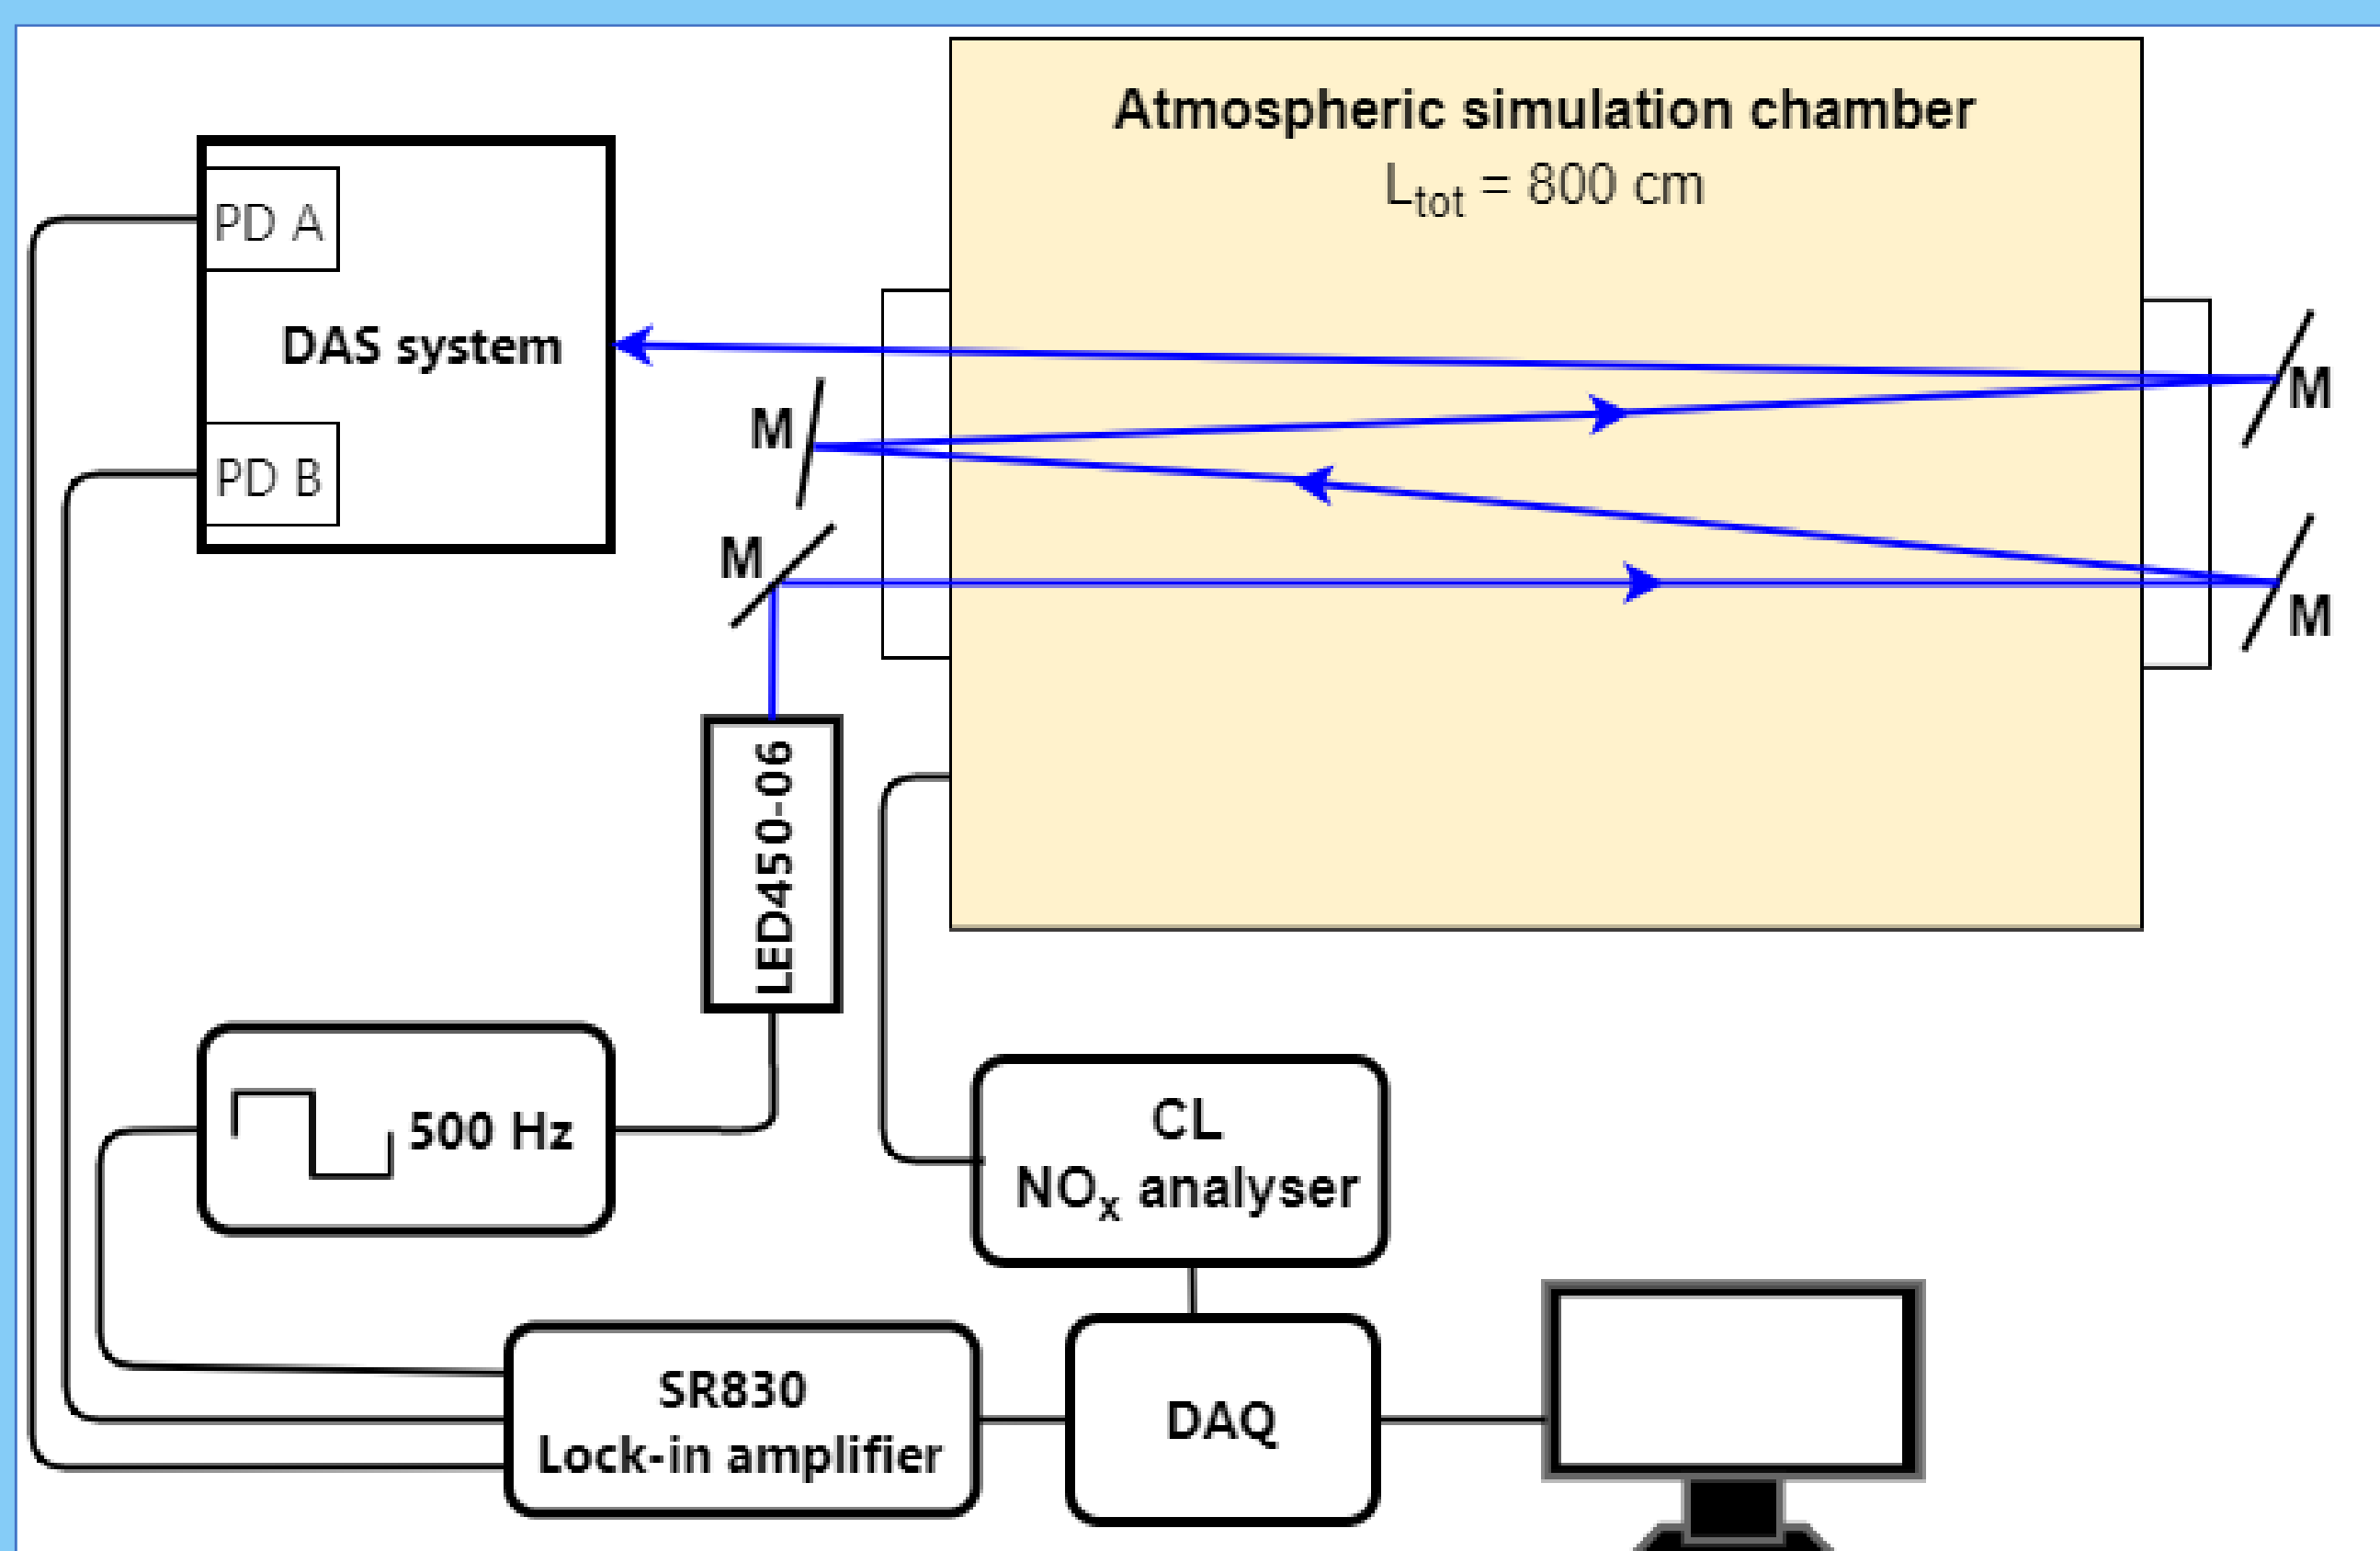 Atmospheric simulation chamber
Ltot = 800 cm
PD A
DAS system
PD B
M
M
M
M
LED450-06
500 Hz
CL
NOx analyser
SR830
Lock-in amplifier
DAQ